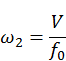 ω₂ = V / f₀